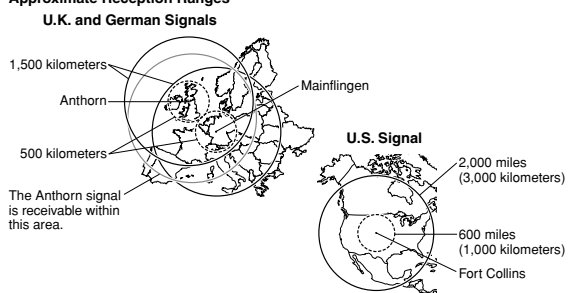 Approximate Reception Ranges
U.K. and German Signals
1,500 kilometers
Anthorn
500 kilometers
The Anthorn signal
is receivable within
this area.
Mainflingen
U.S. Signal
2,000 miles
(3,000 kilometers)
600 miles
(1,000 kilometers)
Fort Collins